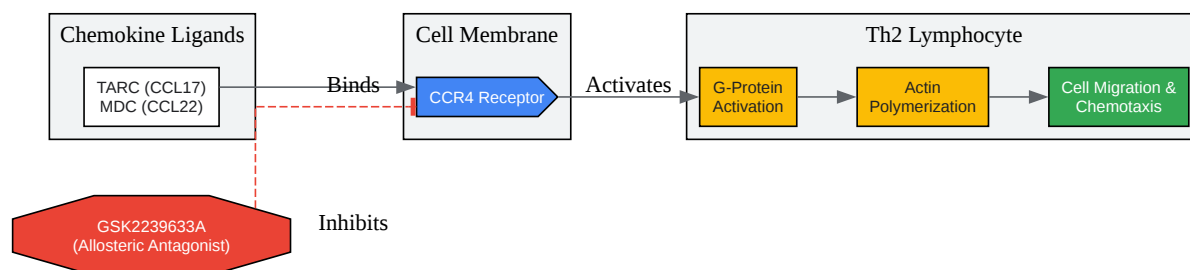 Chemokine Ligands
TARC (CCL17)
MDC (CCL22)
Binds
Cell Membrane
CCR4 Receptor
Activates
Th2 Lymphocyte
G-Protein
Activation
Actin
Polymerization
Cell Migration &
Chemotaxis
GSK2239633A
(Allosteric Antagonist)
Inhibits